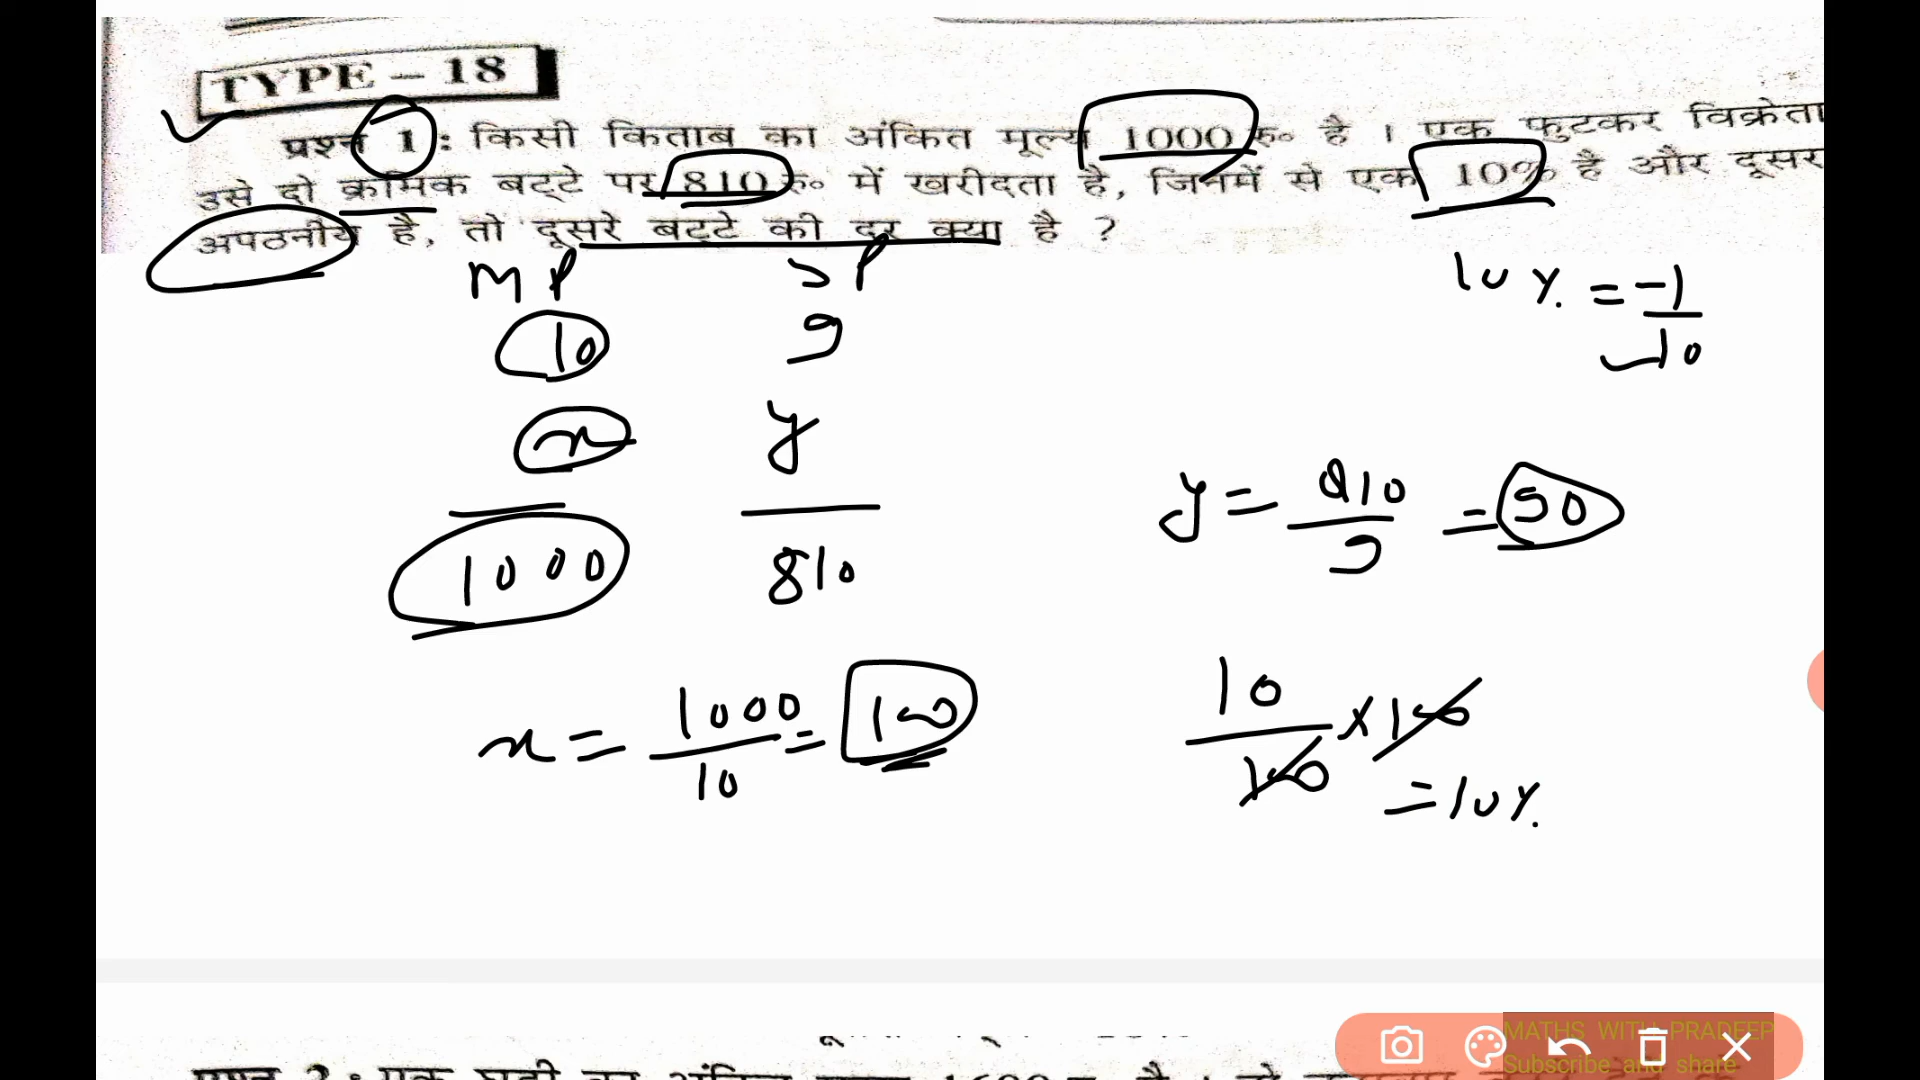 TYPE – 18
प्रश्न 1 : किसी किताब का अंकित मूल्य 1000 रु० है । एक फुटकर विक्रेता
उसे दो क्रमिक बट्टे पर 810 रु० में खरीदता है, जिनमें से एक 10% है और दूसर
अपठनीय है, तो दूसरे बट्टे की दर क्या है ?
MP SP
10% = -1/10
10 9
x y
y = 810/9 = 90
1000 810
x = 1000/10 = 100
10/100 × 100
= 10%
MATHS WITH PRADEEP
Subscribe and share